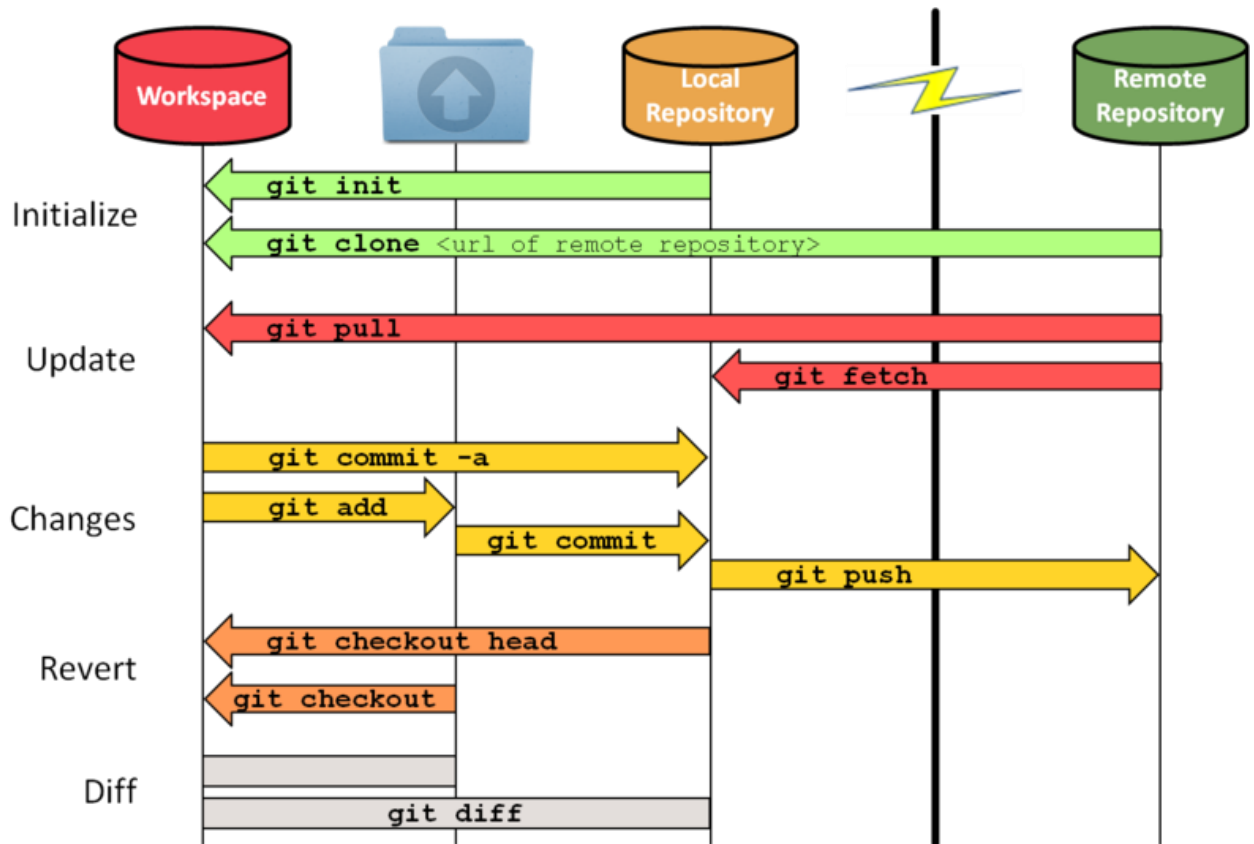 Workspace
Local
Repository
Remote
Repository
Initialize
git init
git clone <url of remote repository>
Update
git pull
git fetch
Changes
git commit -a
git add
git commit
git push
Revert
git checkout head
git checkout
Diff
git diff